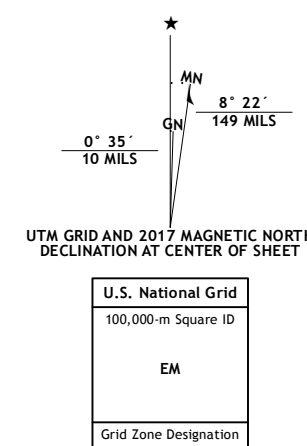 ★
MN
8° 22´
149 MILS
GN
0° 35´
10 MILS
UTM GRID AND 2017 MAGNETIC NORTH
DECLINATION AT CENTER OF SHEET
U.S. National Grid
100,000-m Square ID
EM
Grid Zone Designation